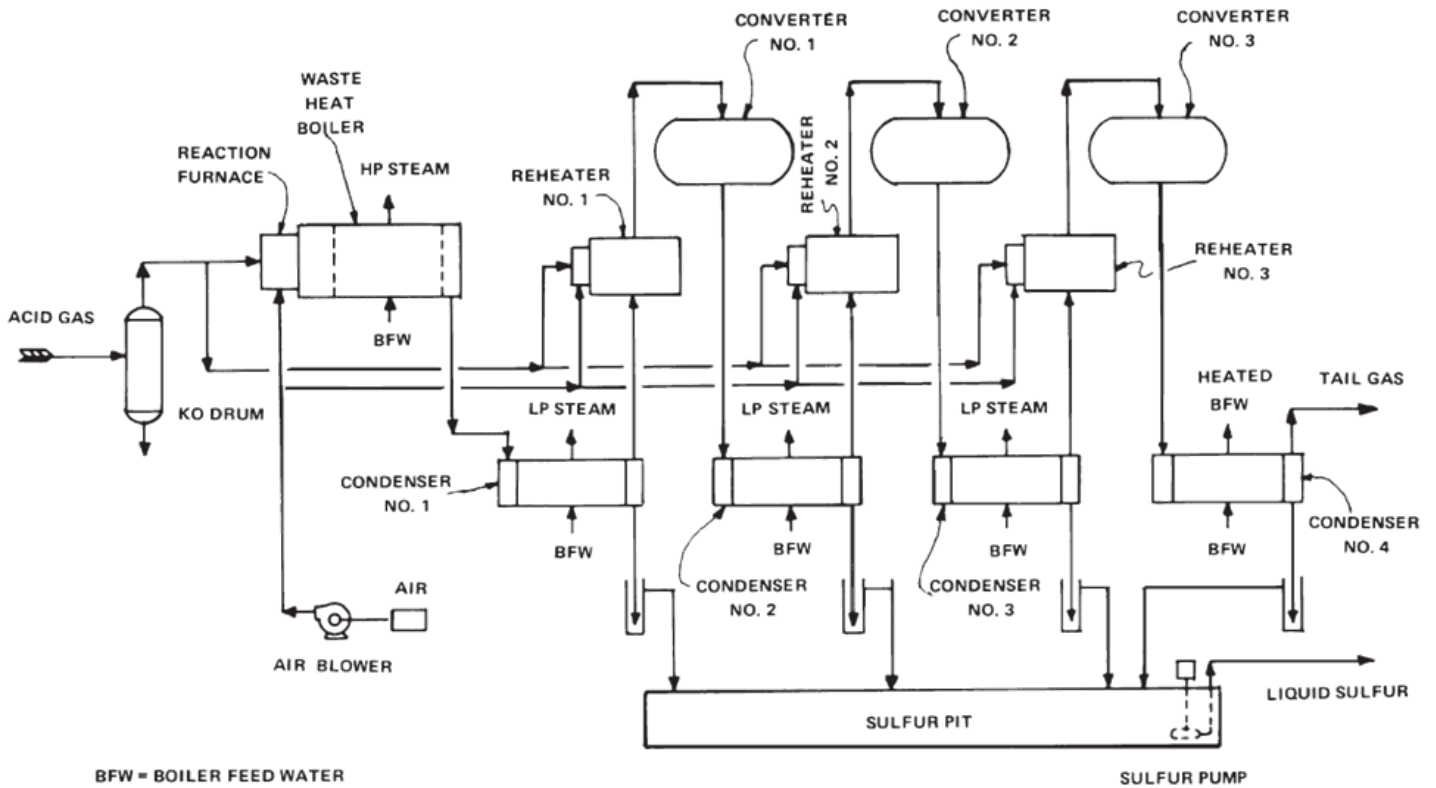 CONVERTER
NO. 1
CONVERTER
NO. 2
CONVERTER
NO. 3
WASTE
HEAT
BOILER
REACTION
FURNACE
HP STEAM
REHEATER
NO. 1
REHEATER
NO. 2
REHEATER
NO. 3
ACID GAS
BFW
KO DRUM
LP STEAM
LP STEAM
LP STEAM
HEATED
BFW
TAIL GAS
CONDENSER
NO. 1
BFW
BFW
BFW
BFW
CONDENSER
NO. 4
CONDENSER
NO. 2
CONDENSER
NO. 3
AIR
AIR BLOWER
LIQUID SULFUR
SULFUR PIT
BFW = BOILER FEED WATER
SULFUR PUMP